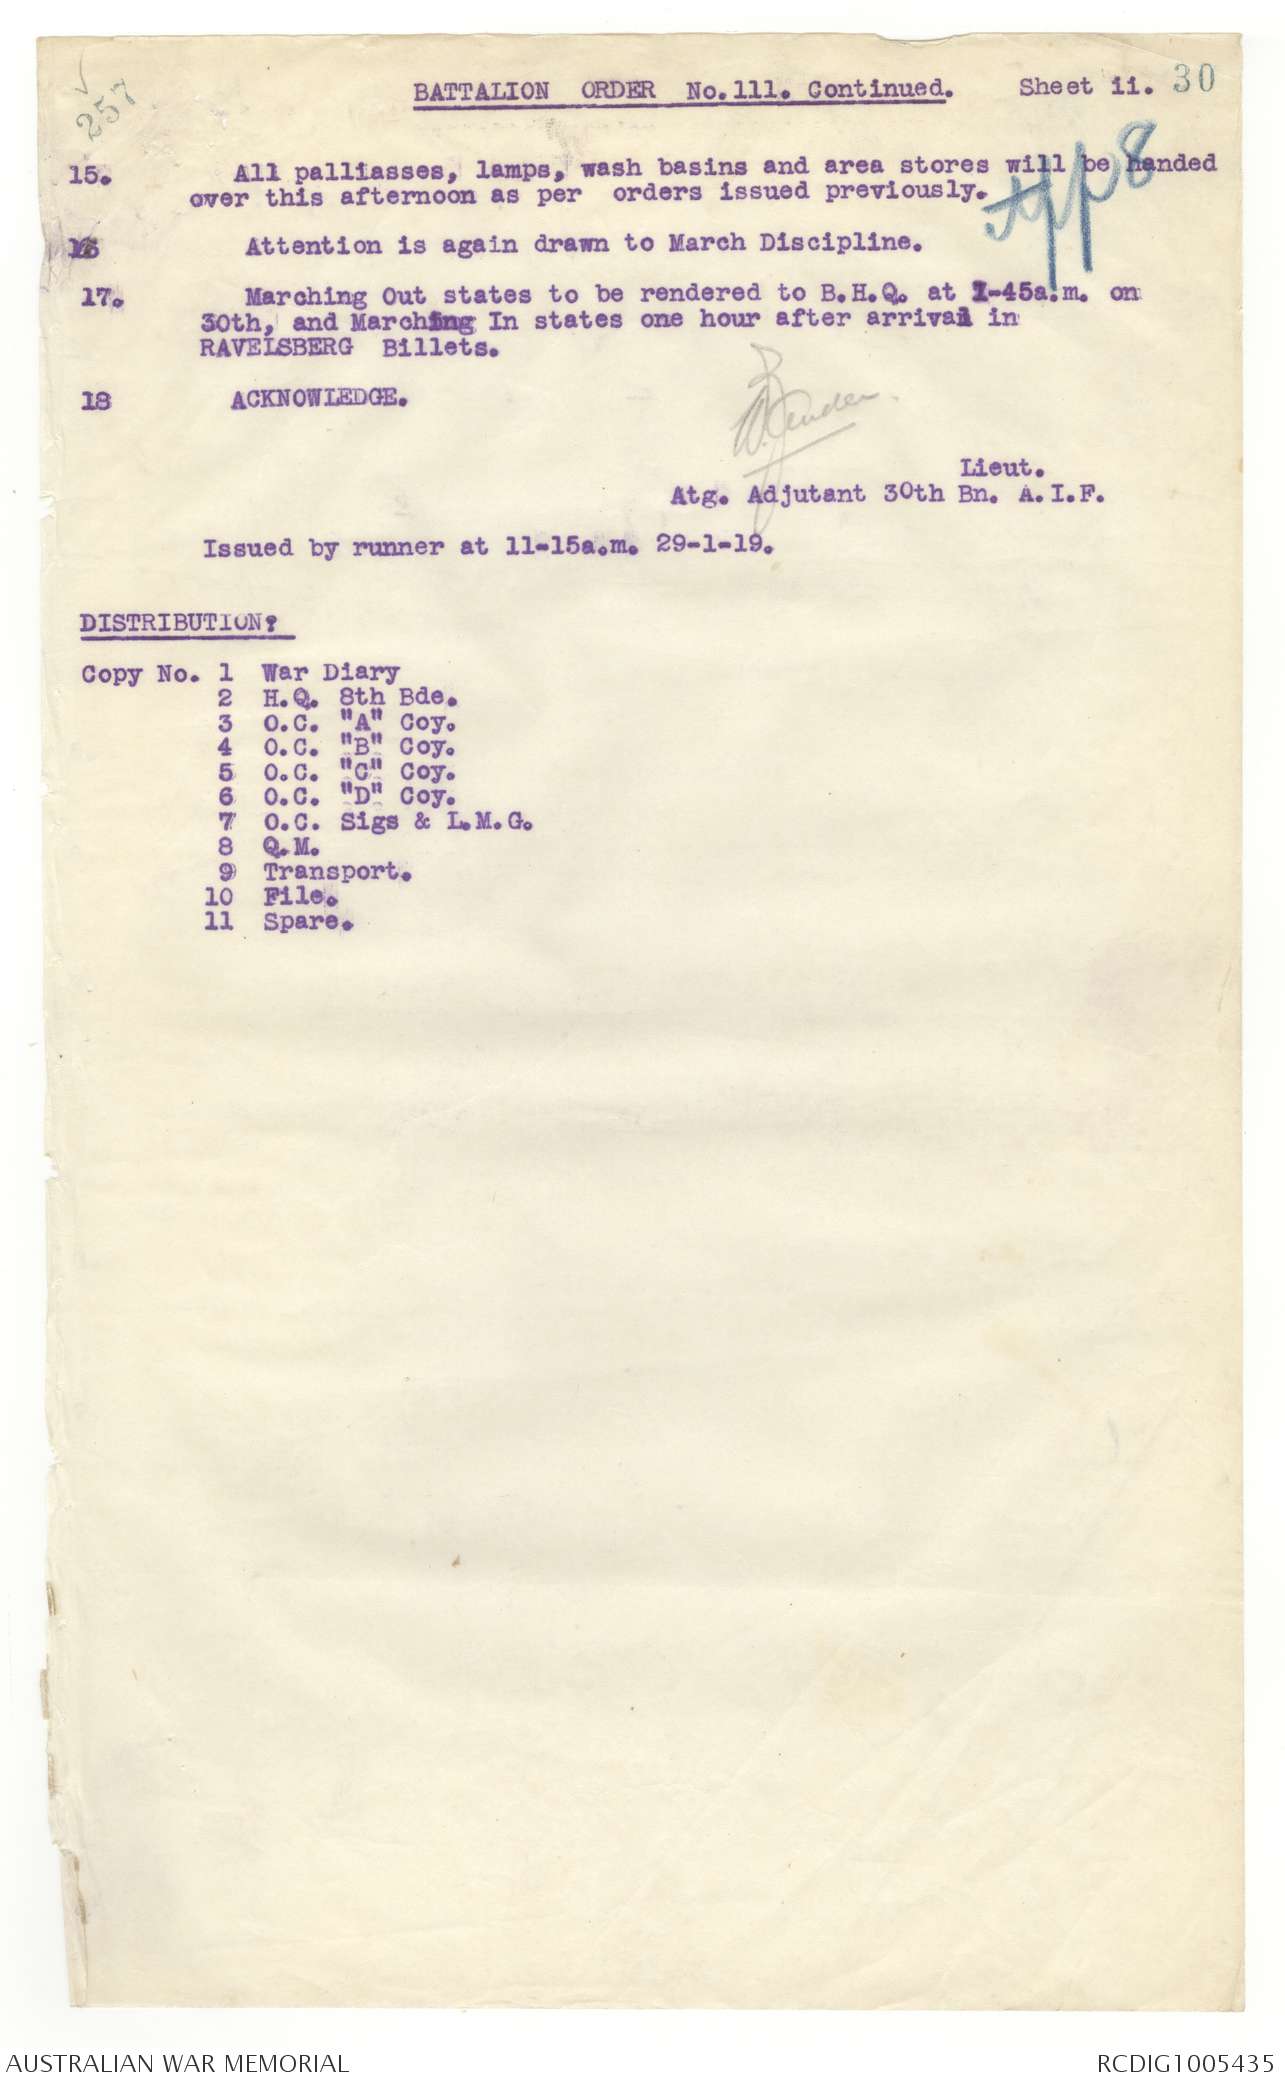 257
BATTALION ORDER No.111. Continued. Sheet ii. 30
App 8
15. All palliasses, lamps, wash basins and area stores will be handed
over this afternoon as per orders issued previously.
16 Attention is again drawn to March Discipline.
17. Marching Out states to be rendered to B.H.Q. at -45a.m. on
30th, and Marching In states one hour after arrival in
RAVELSBERG Billets.
18 ACKNOWLEDGE.
Lieut.
Atg. Adjutant 30th Bn. A.I.F.
Issued by runner at 11-15a.m. 29-1-19.
DISTRIBUTION:
Copy No. 1 War Diary
2 H.Q. 8th Bde.
3 O.C. "A" Coy.
4 O.C. "B" Coy.
5 O.C. "C" Coy.
6 O.C. "D" Coy.
7 O.C. Sigs & L.M.G.
8 Q.M.
9 Transport.
10 File.
11 Spare.
AUSTRALIAN WAR MEMORIAL RCDIG1005435